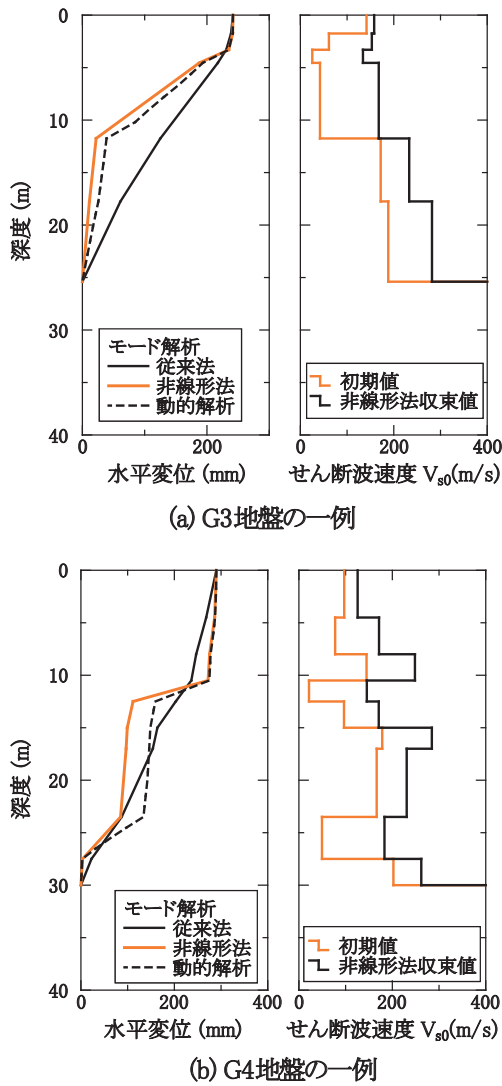 0
10
20
30
40
深度 (m)
0
200
水平変位 (mm)
モード解析
従来法
非線形法
動的解析
0
200
400
せん断波速度 Vs0(m/s)
初期値
非線形法収束値
(a) G3地盤の一例
0
10
20
30
40
深度 (m)
0
200
400
水平変位 (mm)
モード解析
従来法
非線形法
動的解析
0
200
400
せん断波速度 Vs0(m/s)
初期値
非線形法収束値
(b) G4地盤の一例